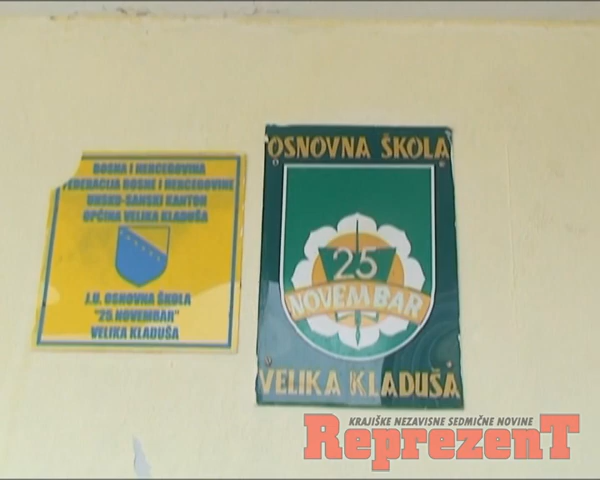 BOSNA I HERCEGOVINA
FEDERACIJA BOSNE I HERCEGOVINE
UNSKO-SANSKI KANTON
OPĆINA VELIKA KLADUŠA
J.U. OSNOVNA ŠKOLA
"25.NOVEMBAR"
VELIKA KLADUŠA
OSNOVNA ŠKOLA
25
NOVEMBAR
VELIKA KLADUŠA
KRAJIŠKE NEZAVISNE SEDMIČNE NOVINE
ReprezenT